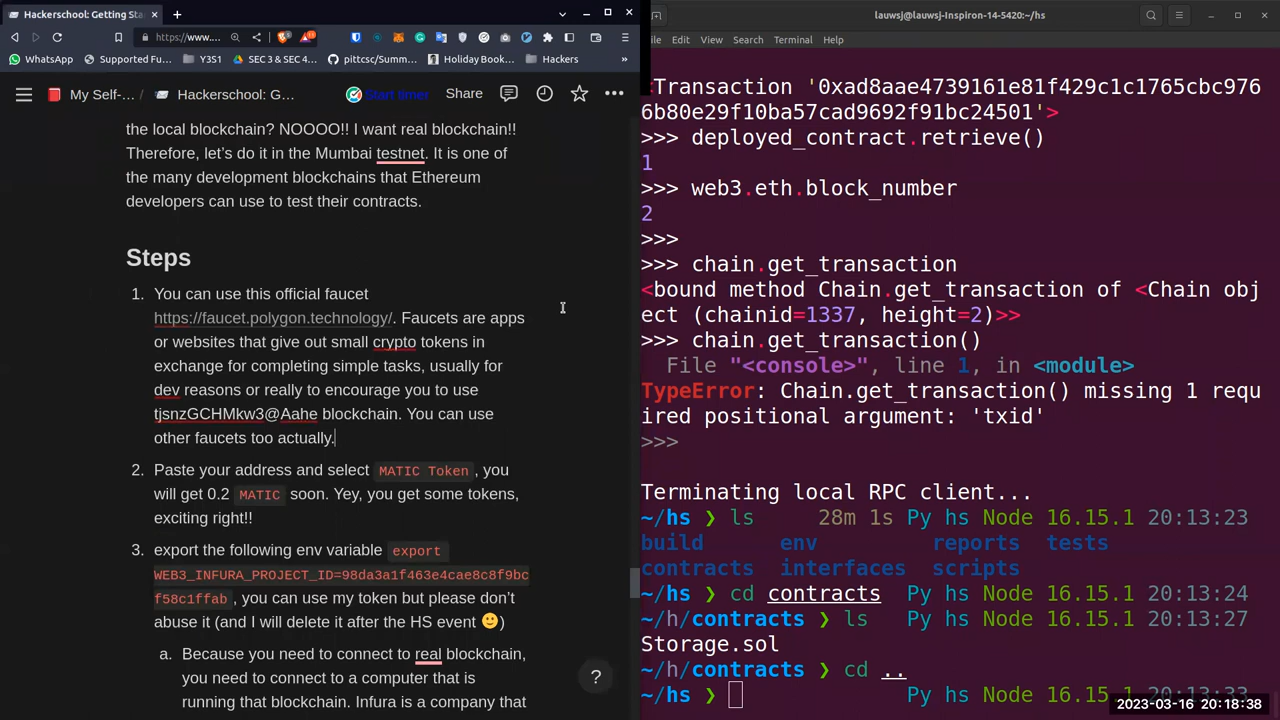 Hackerschool: Getting Sta
https://www....
WhatsApp
Supported Fu...
Y3S1
SEC 3 & SEC 4...
pittcsc/Summ...
Holiday Book...
Hackers
»
My Self-... /
Hackerschool: G...
Start timer
Share
the local blockchain? NOOOO!! I want real blockchain!!
Therefore, let's do it in the Mumbai testnet. It is one of
the many development blockchains that Ethereum
developers can use to test their contracts.
Steps
1. You can use this official faucet
https://faucet.polygon.technology/. Faucets are apps
or websites that give out small crypto tokens in
exchange for completing simple tasks, usually for
dev reasons or really to encourage you to use
tjsnzGCHMkw3@Aahe blockchain. You can use
other faucets too actually.
2. Paste your address and select MATIC Token, you
will get 0.2 MATIC soon. Yey, you get some tokens,
exciting right!!
3. export the following env variable export
WEB3_INFURA_PROJECT_ID=98da3a1f463e4cae8c8f9bc
f58c1ffab, you can use my token but please don't
abuse it (and I will delete it after the HS event 🙂)
a. Because you need to connect to real blockchain,
you need to connect to a computer that is
running that blockchain. Infura is a company that
?
lauwsj@lauwsj-Inspiron-14-5420:~/hs
ile Edit View Search Terminal Help
<Transaction '0xad8aae4739161e81f429c1c1765cbc976
6b80e29f10ba57cad9692f91bc24501'>
>>> deployed_contract.retrieve()
1
>>> web3.eth.block_number
2
>>>
>>> chain.get_transaction
<bound method Chain.get_transaction of <Chain obj
ect (chainid=1337, height=2)>>
>>> chain.get_transaction()
File "<console>", line 1, in <module>
TypeError: Chain.get_transaction() missing 1 requ
ired positional argument: 'txid'
>>>
Terminating local RPC client...
~/hs ❯ ls 28m 1s Py hs Node 16.15.1 20:13:23
build env reports tests
contracts interfaces scripts
~/hs ❯ cd contracts Py hs Node 16.15.1 20:13:24
~/h/contracts ❯ ls Py hs Node 16.15.1 20:13:27
Storage.sol
~/h/contracts ❯ cd .. Py hs Node 16.15.1 20:13:31
~/hs ❯ Py hs Node 16.15.1 20:13:33
2023-03-16 20:18:38